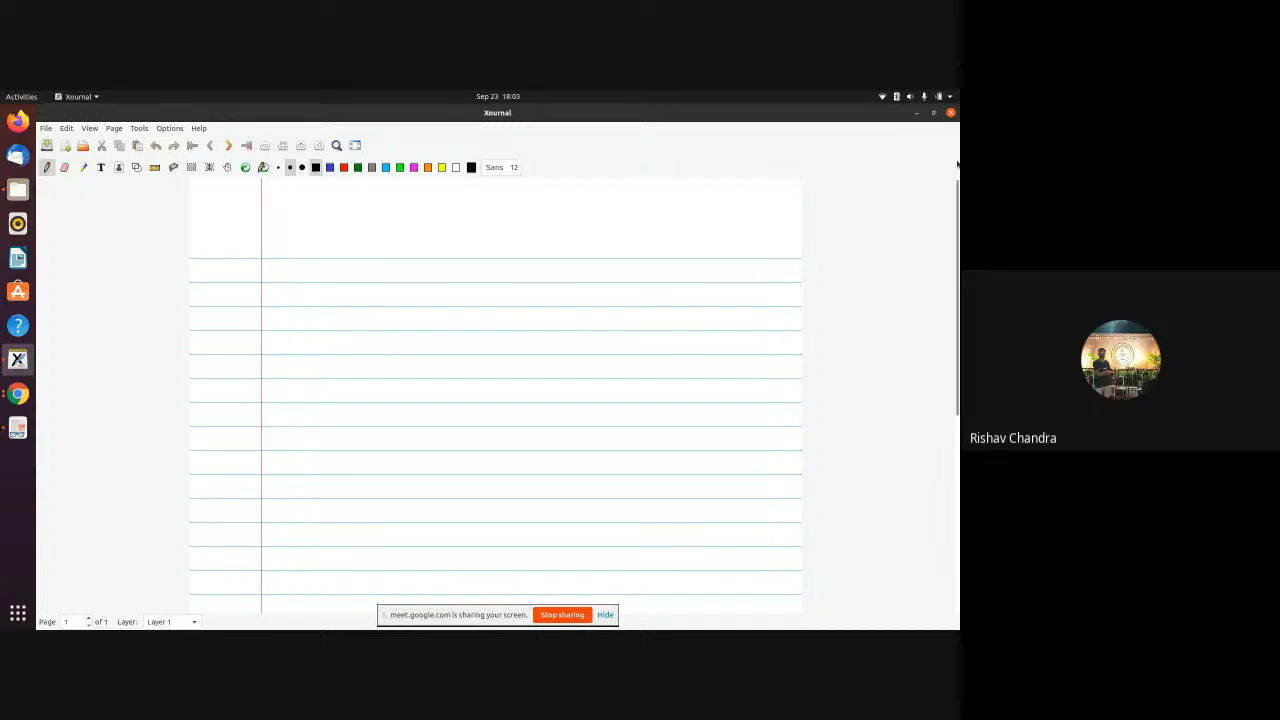 Activities Xournal Sep 23 18:03
Xournal
File Edit View Page Tools Options Help
Sans 12
Rishav Chandra
meet.google.com is sharing your screen. Stop sharing Hide
Page 1 of 1 Layer: Layer 1